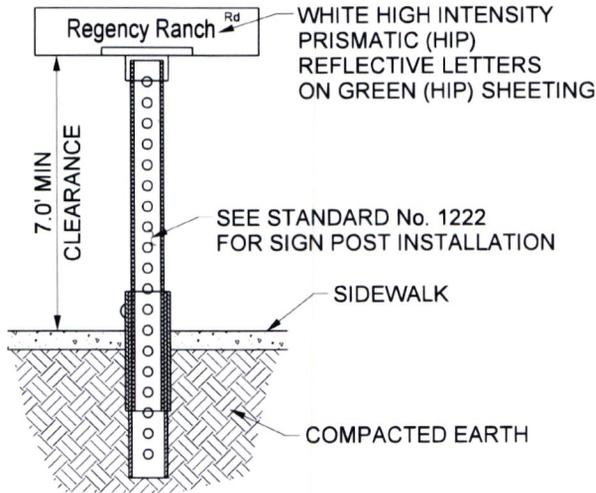 Regency Ranch Rd
WHITE HIGH INTENSITY
PRISMATIC (HIP)
REFLECTIVE LETTERS
ON GREEN (HIP) SHEETING
7.0' MIN
CLEARANCE
SEE STANDARD No. 1222
FOR SIGN POST INSTALLATION
SIDEWALK
COMPACTED EARTH